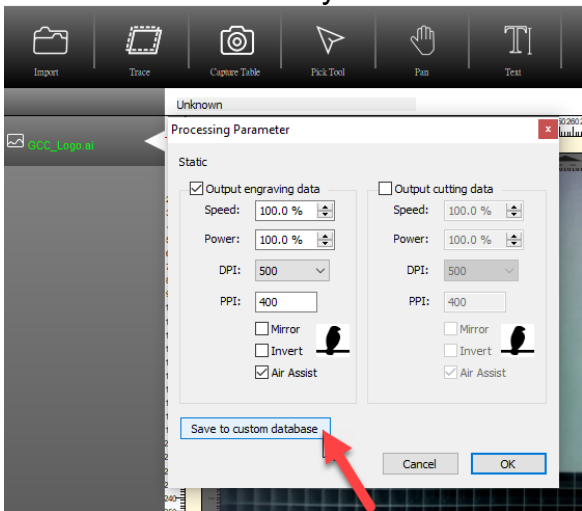 Import Trace Capture Table Pick Tool Pan Text
Unknown
GCC_Logo.ai
Processing Parameter x
Static
Output engraving data Output cutting data
Speed: 100.0 % Speed: 100.0 %
Power: 100.0 % Power: 100.0 %
DPI: 500 DPI: 500
PPI: 400 PPI: 400
Mirror Mirror
Invert Invert
Air Assist Air Assist
Save to custom database
Cancel OK
240